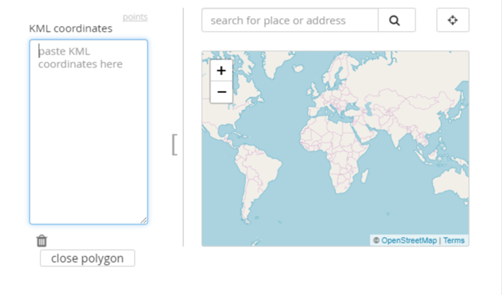 points
KML coordinates
paste KML
coordinates here
close polygon
search for place or address
+
−
© OpenStreetMap | Terms